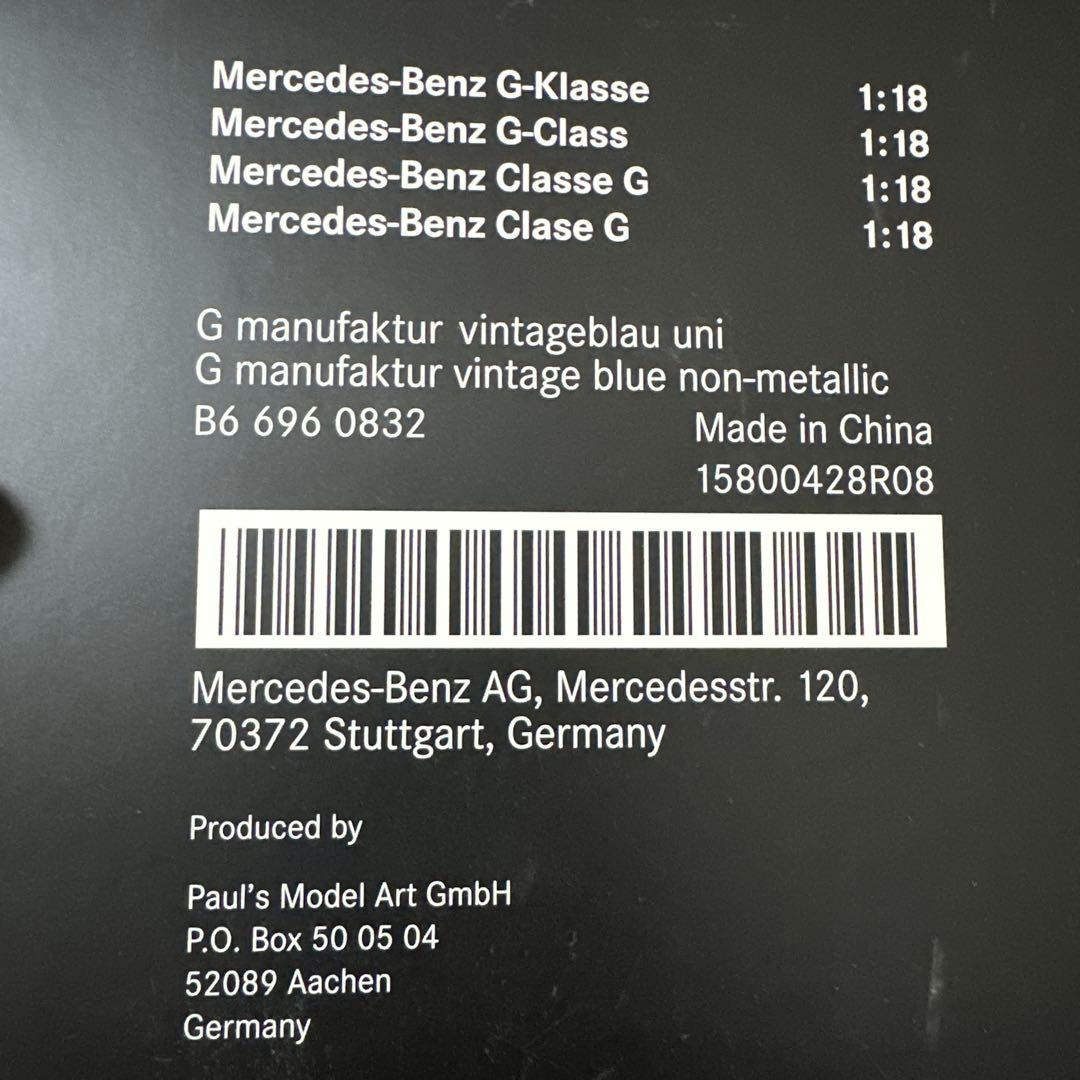 Mercedes-Benz G-Klasse 1:18
Mercedes-Benz G-Class 1:18
Mercedes-Benz Classe G 1:18
Mercedes-Benz Clase G 1:18
G manufaktur vintageblau uni
G manufaktur vintage blue non-metallic
B6 696 0832 Made in China
15800428R08
Mercedes-Benz AG, Mercedesstr. 120,
70372 Stuttgart, Germany
Produced by
Paul's Model Art GmbH
P.O. Box 50 05 04
52089 Aachen
Germany